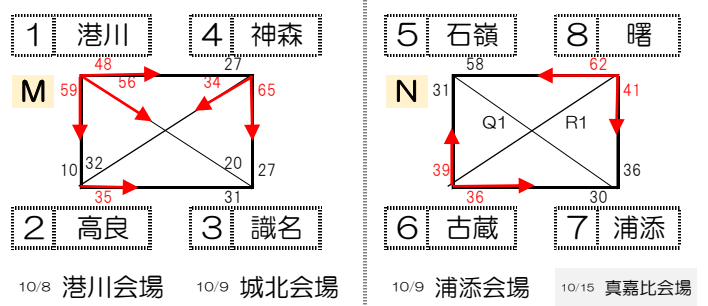 1 港川 4 神森 5 石嶺 8 曙
48 27 58 62
M 59 56 34 65 N 31 41
Q1 R1
10 32 20 27 39 36
35 31 36 30
2 高良 3 識名 6 古蔵 7 浦添
10/8 港川会場 10/9 城北会場 10/9 浦添会場 10/15 真嘉比会場